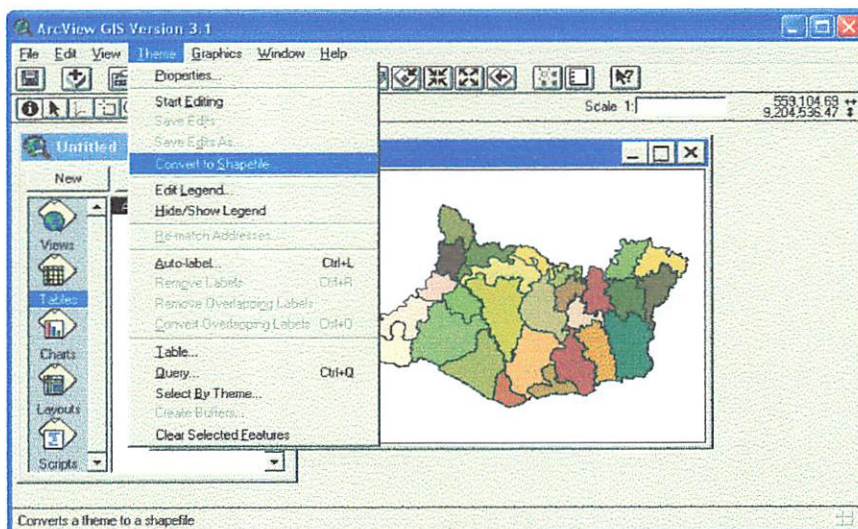 ArcView GIS Version 3.1
File Edit View Theme Graphics Window Help
Properties...
Start Editing
Save Edits
Save Edits As...
Convert to Shapefile
Edit Legend...
Hide/Show Legend
Re-match Addresses...
Auto-label... Ctrl+L
Remove Labels Ctrl+R
Remove Overlapping Labels
Convert Overlapping Labels Ctrl+O
Table...
Query... Ctrl+Q
Select By Theme...
Create Buffers...
Clear Selected Features
Scale 1:
559,104.69
9,204,536.47
Untitled
New
Views
Tables
Charts
Layouts
Scripts
Converts a theme to a shapefile